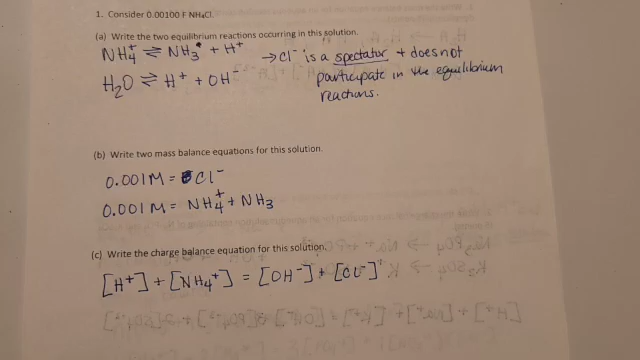 1. Consider 0.00100 F NH₄Cl.
(a) Write the two equilibrium reactions occurring in this solution.
NH₄⁺ ⇌ NH₃ + H⁺ → Cl⁻ is a spectator + does not
H₂O ⇌ H⁺ + OH⁻ participate in the equilibrium
reactions.
(b) Write two mass balance equations for this solution.
0.001M = Cl⁻
0.001M = NH₄⁺ + NH₃
(c) Write the charge balance equation for this solution.
[H⁺] + [NH₄⁺] = [OH⁻] + [Cl⁻]